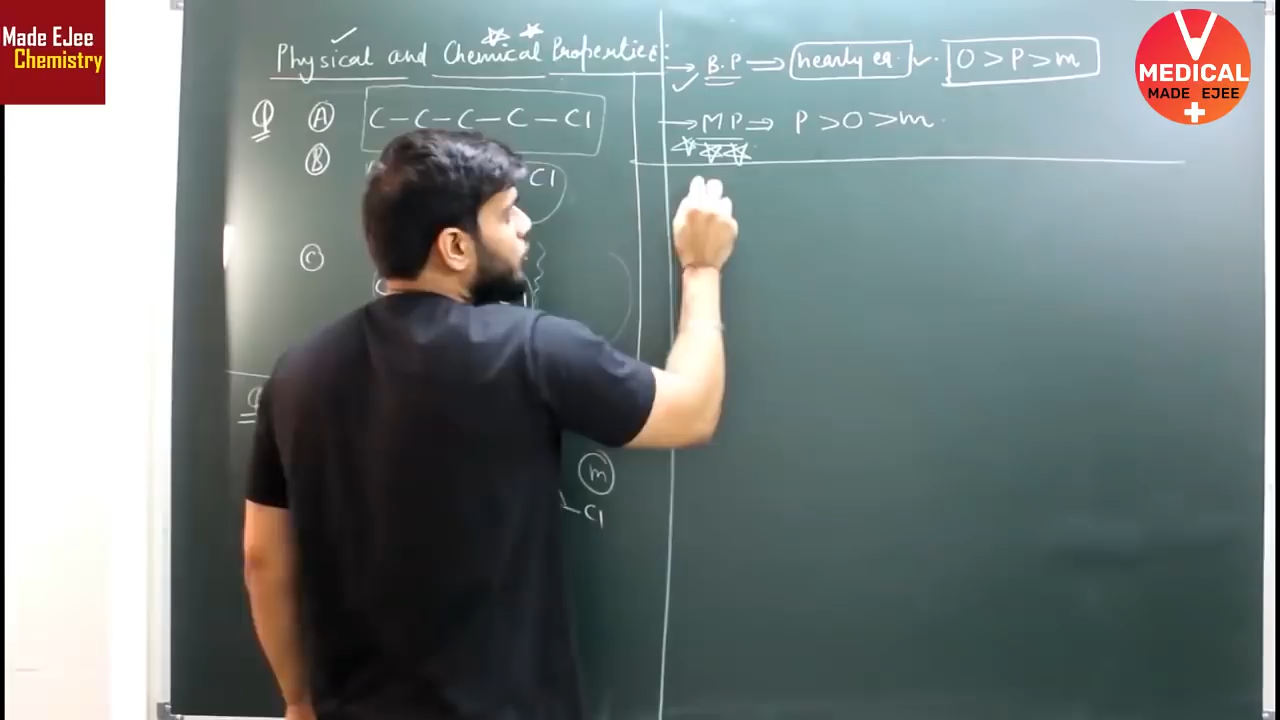 Made EJee
Chemistry
Physical and Chemical Properties:
Q A C-C-C-C-Cl
B Cl
C
m
-Cl
→ B.P ⇒ nearly eq. O > P > m
→ MP ⇒ P > O > m
V
MEDICAL
MADE EJEE